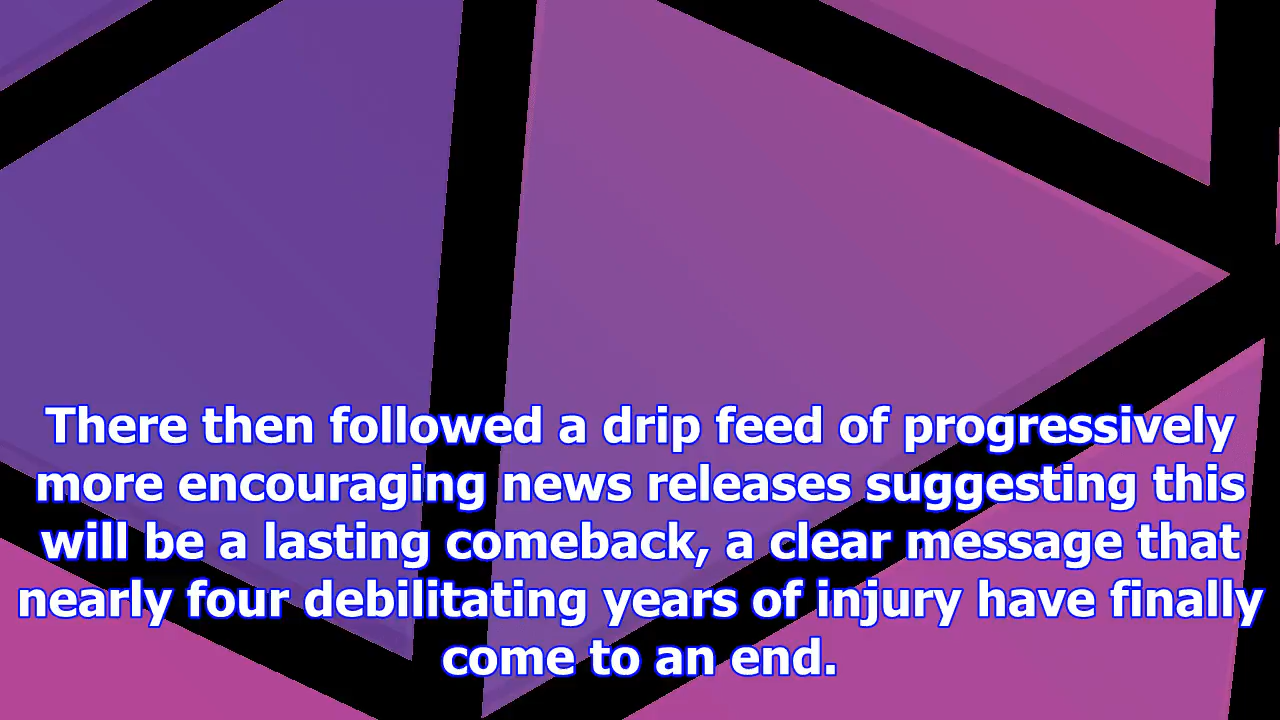 There then followed a drip feed of progressively
more encouraging news releases suggesting this
will be a lasting comeback, a clear message that
nearly four debilitating years of injury have finally
come to an end.